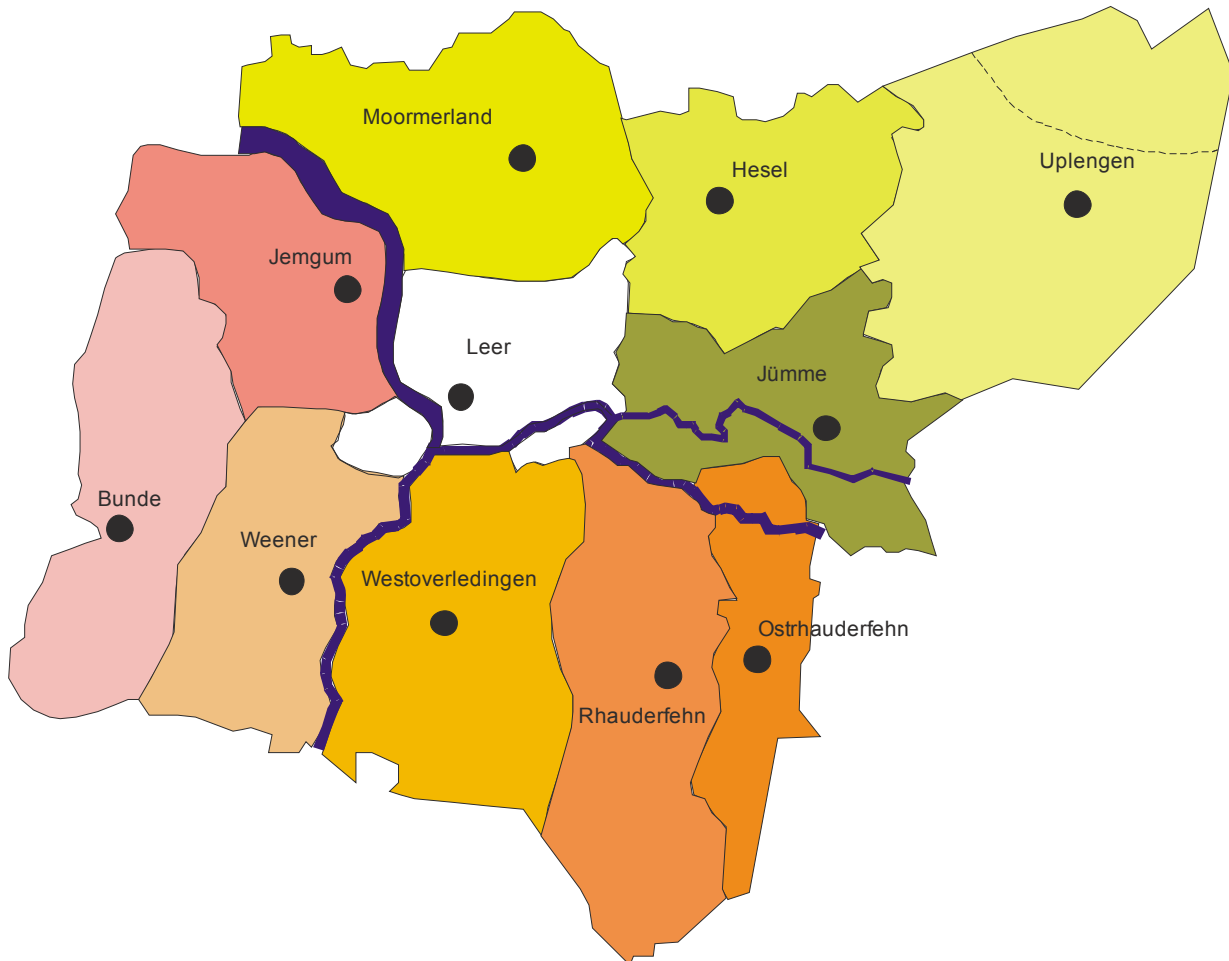 Moormerland
Hesel
Uplengen
Jemgum
Leer
Jümme
Bunde
Weener
Westoverledingen
Ostrhauderfehn
Rhauderfehn